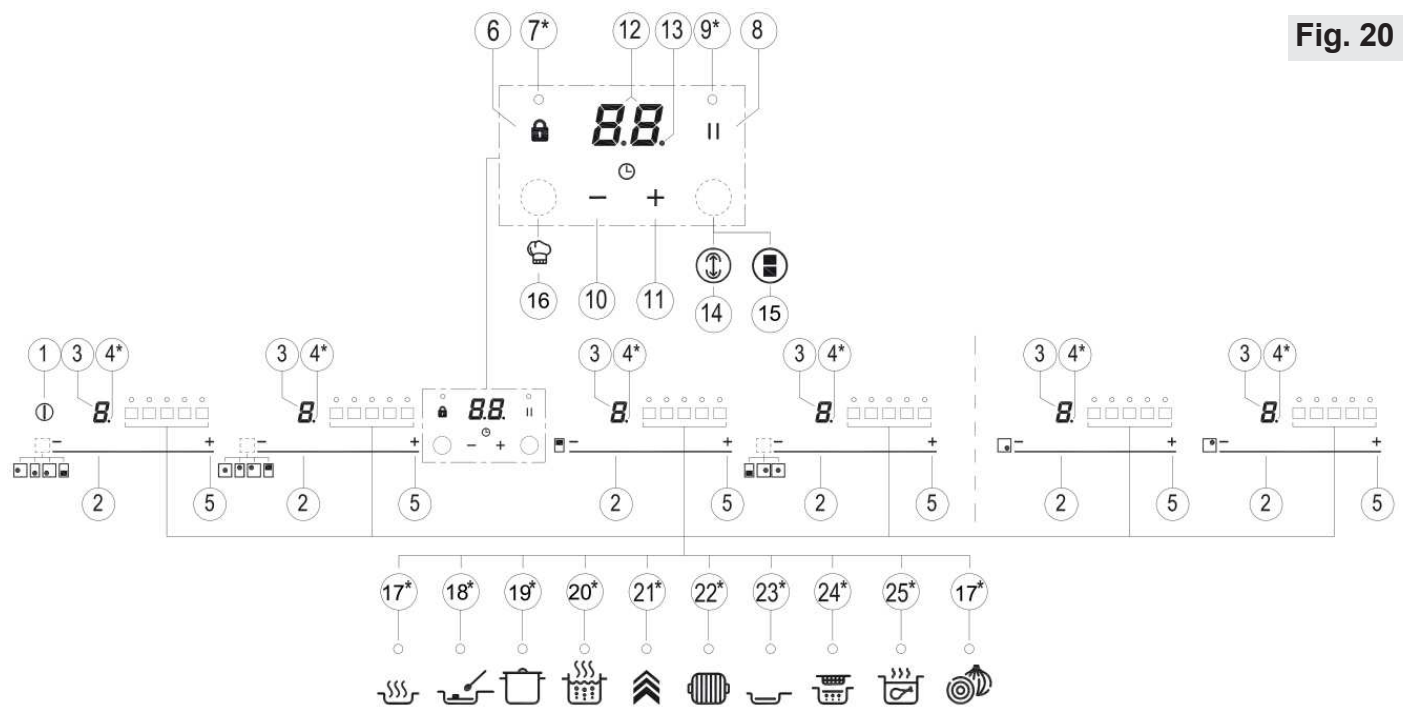 Fig. 20
6 7* 12 13 9* 8
8.8.
− +
16 10 11 14 15
1 3 4* 3 4* 3 4* 3 4* 3 4* 3 4*
8. 8. 8.8. 8. 8. 8. 8.
− + − + − + − + − + − + − +
2 5 2 5 2 5 2 5 2 5 2 5
17* 18* 19* 20* 21* 22* 23* 24* 25* 17*